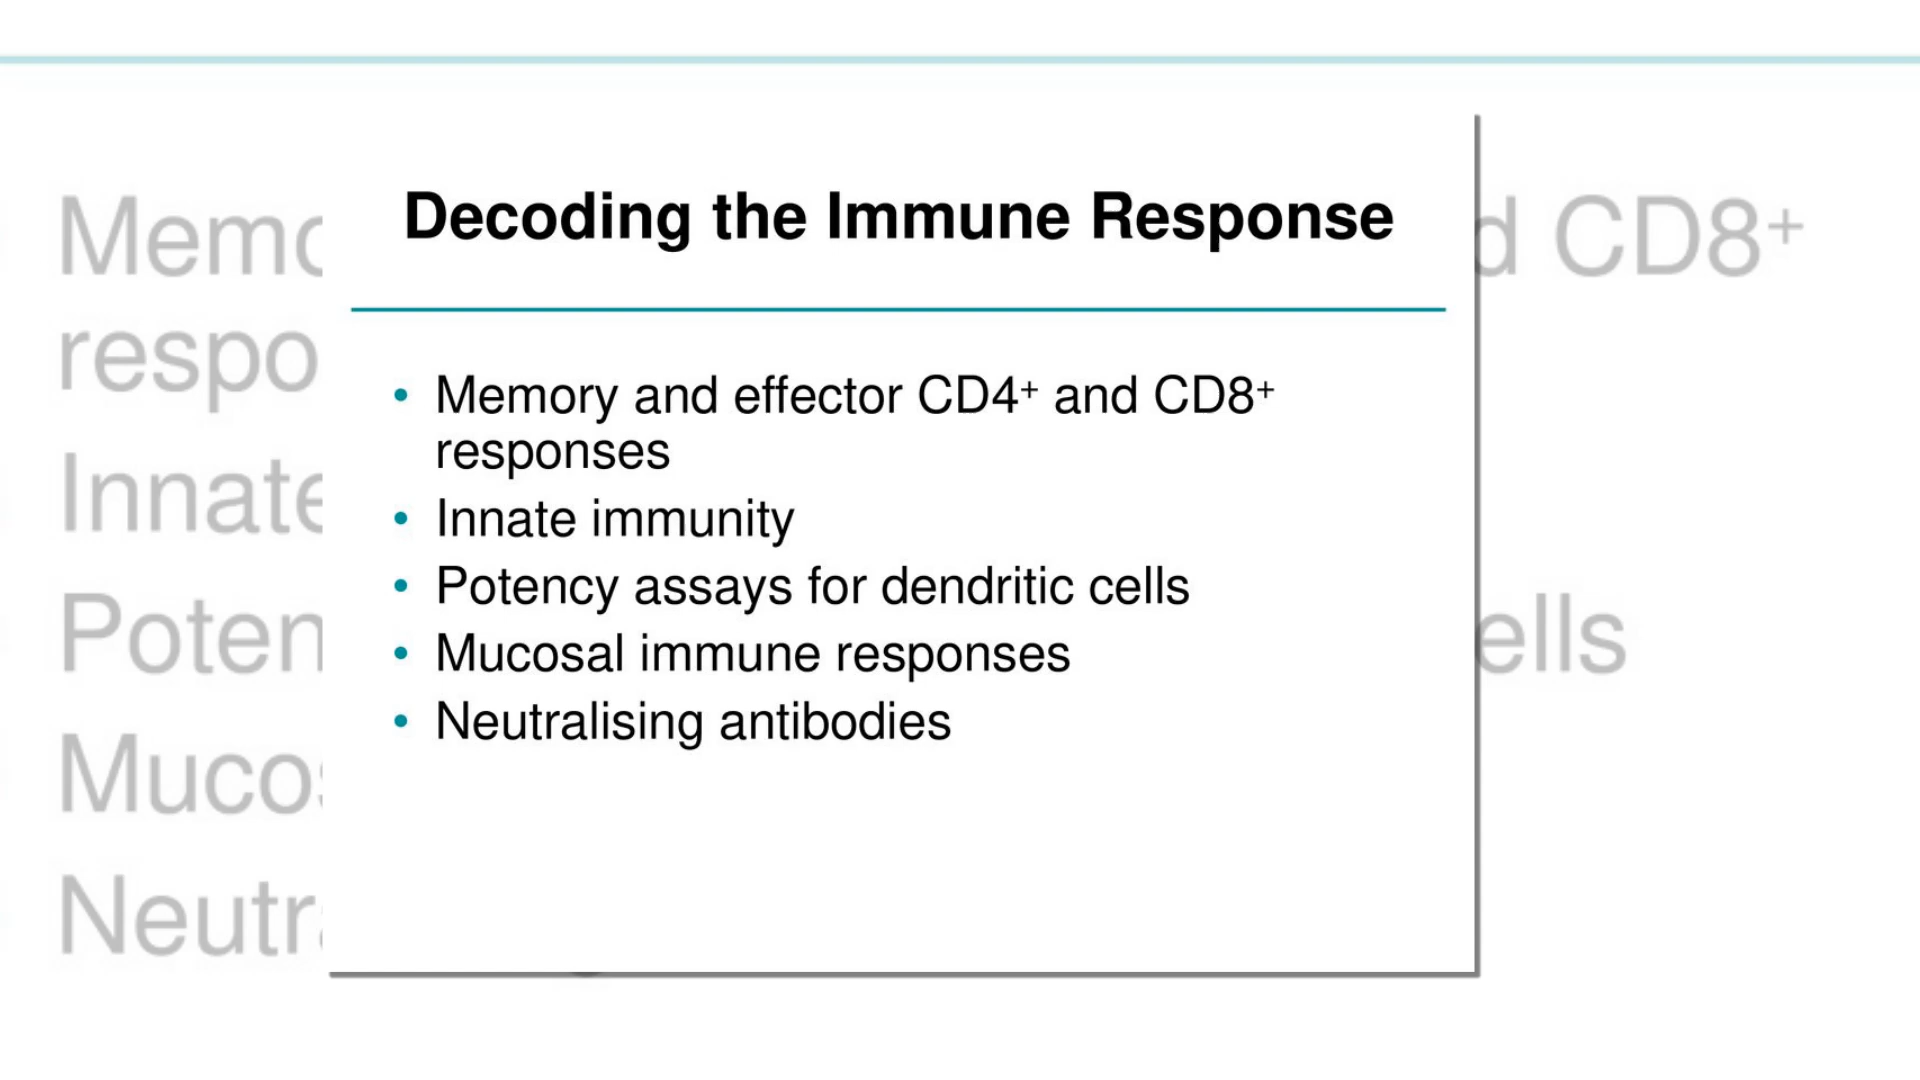 Decoding the Immune Response
• Memory and effector CD4⁺ and CD8⁺
responses
• Innate immunity
• Potency assays for dendritic cells
• Mucosal immune responses
• Neutralising antibodies